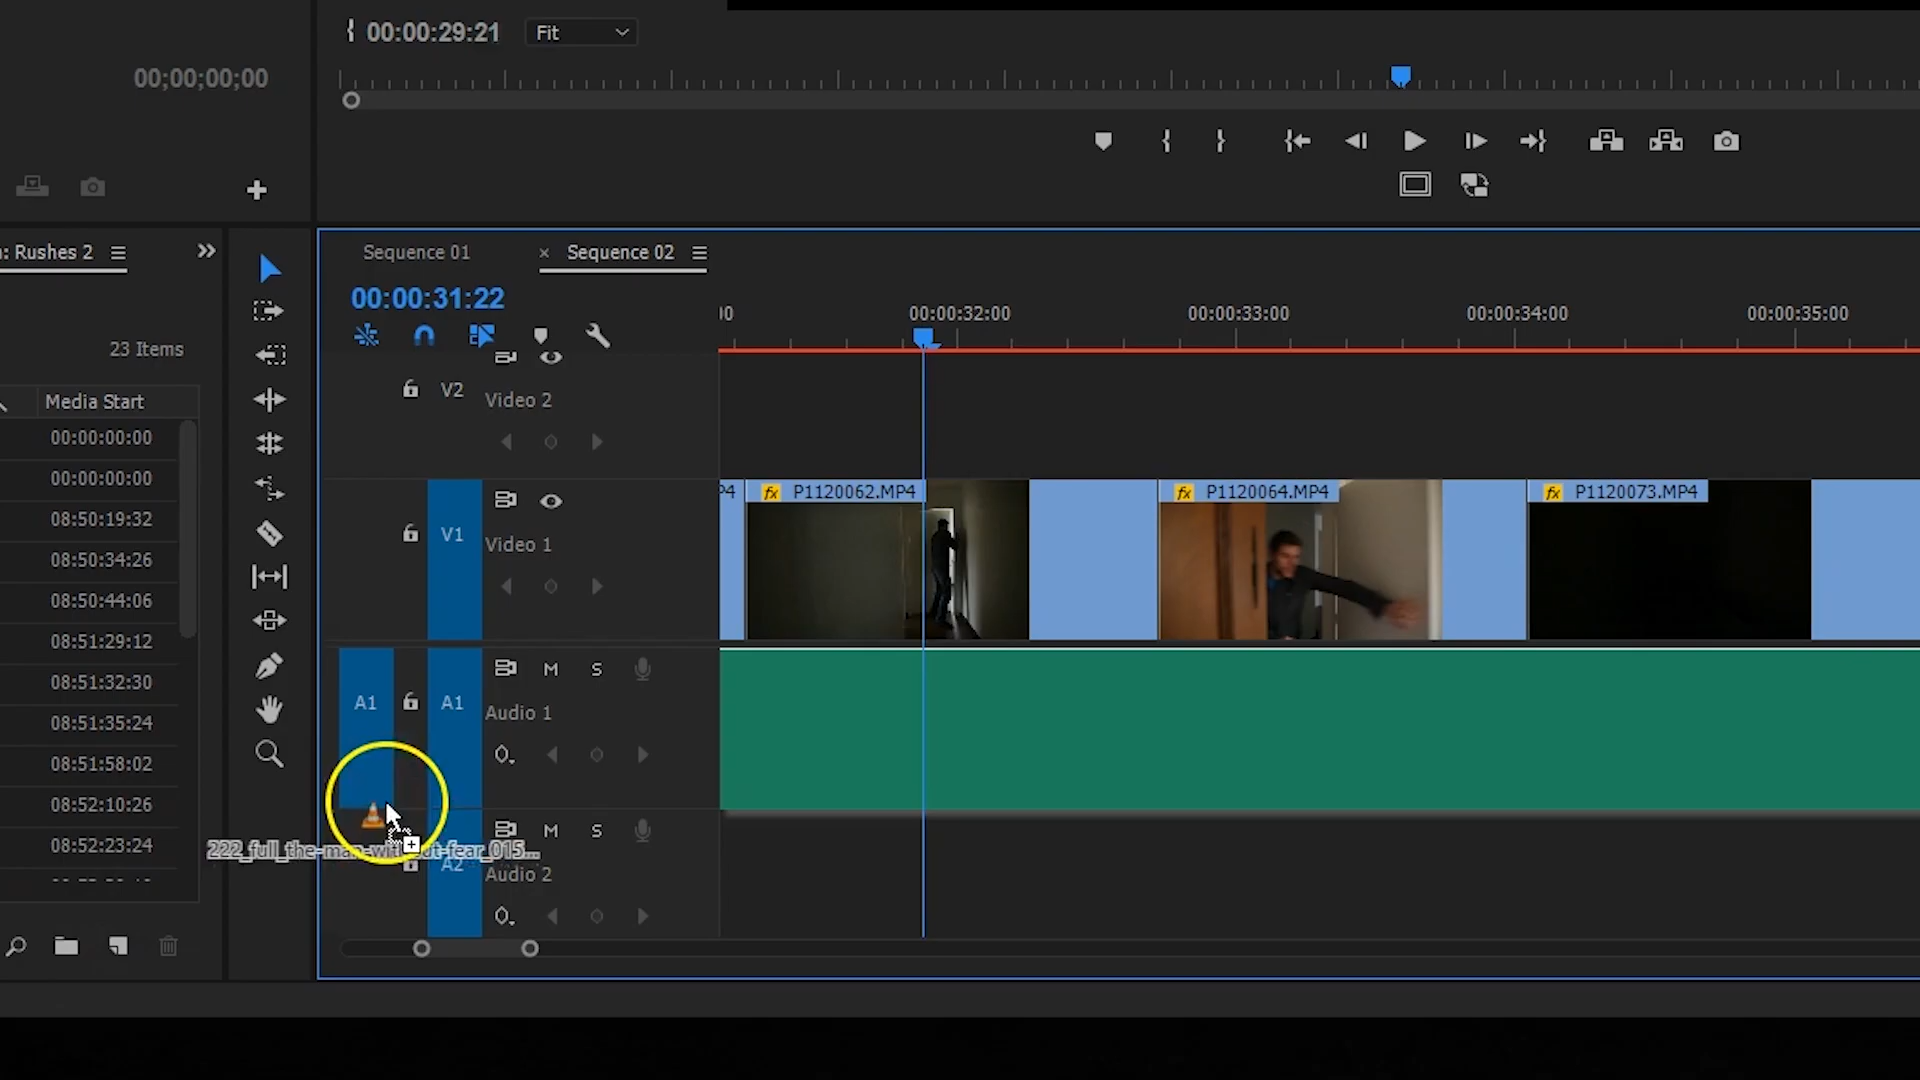 00:00:29:21
Fit
00;00;00;00
: Rushes 2
Sequence 01
× Sequence 02
00:00:31:22
00:00:32:00
00:00:33:00
00:00:34:00
00:00:35:00
23 Items
Media Start
00:00:00:00
00:00:00:00
08:50:19:32
08:50:34:26
08:50:44:06
08:51:29:12
08:51:32:30
08:51:35:24
08:51:58:02
08:52:10:26
08:52:23:24
V2
Video 2
P4
fx P1120062.MP4
fx P1120064.MP4
fx P1120073.MP4
V1
Video 1
M S
A1 A1
Audio 1
222_full_the-man-without-fear_015...
M S
A2
Audio 2